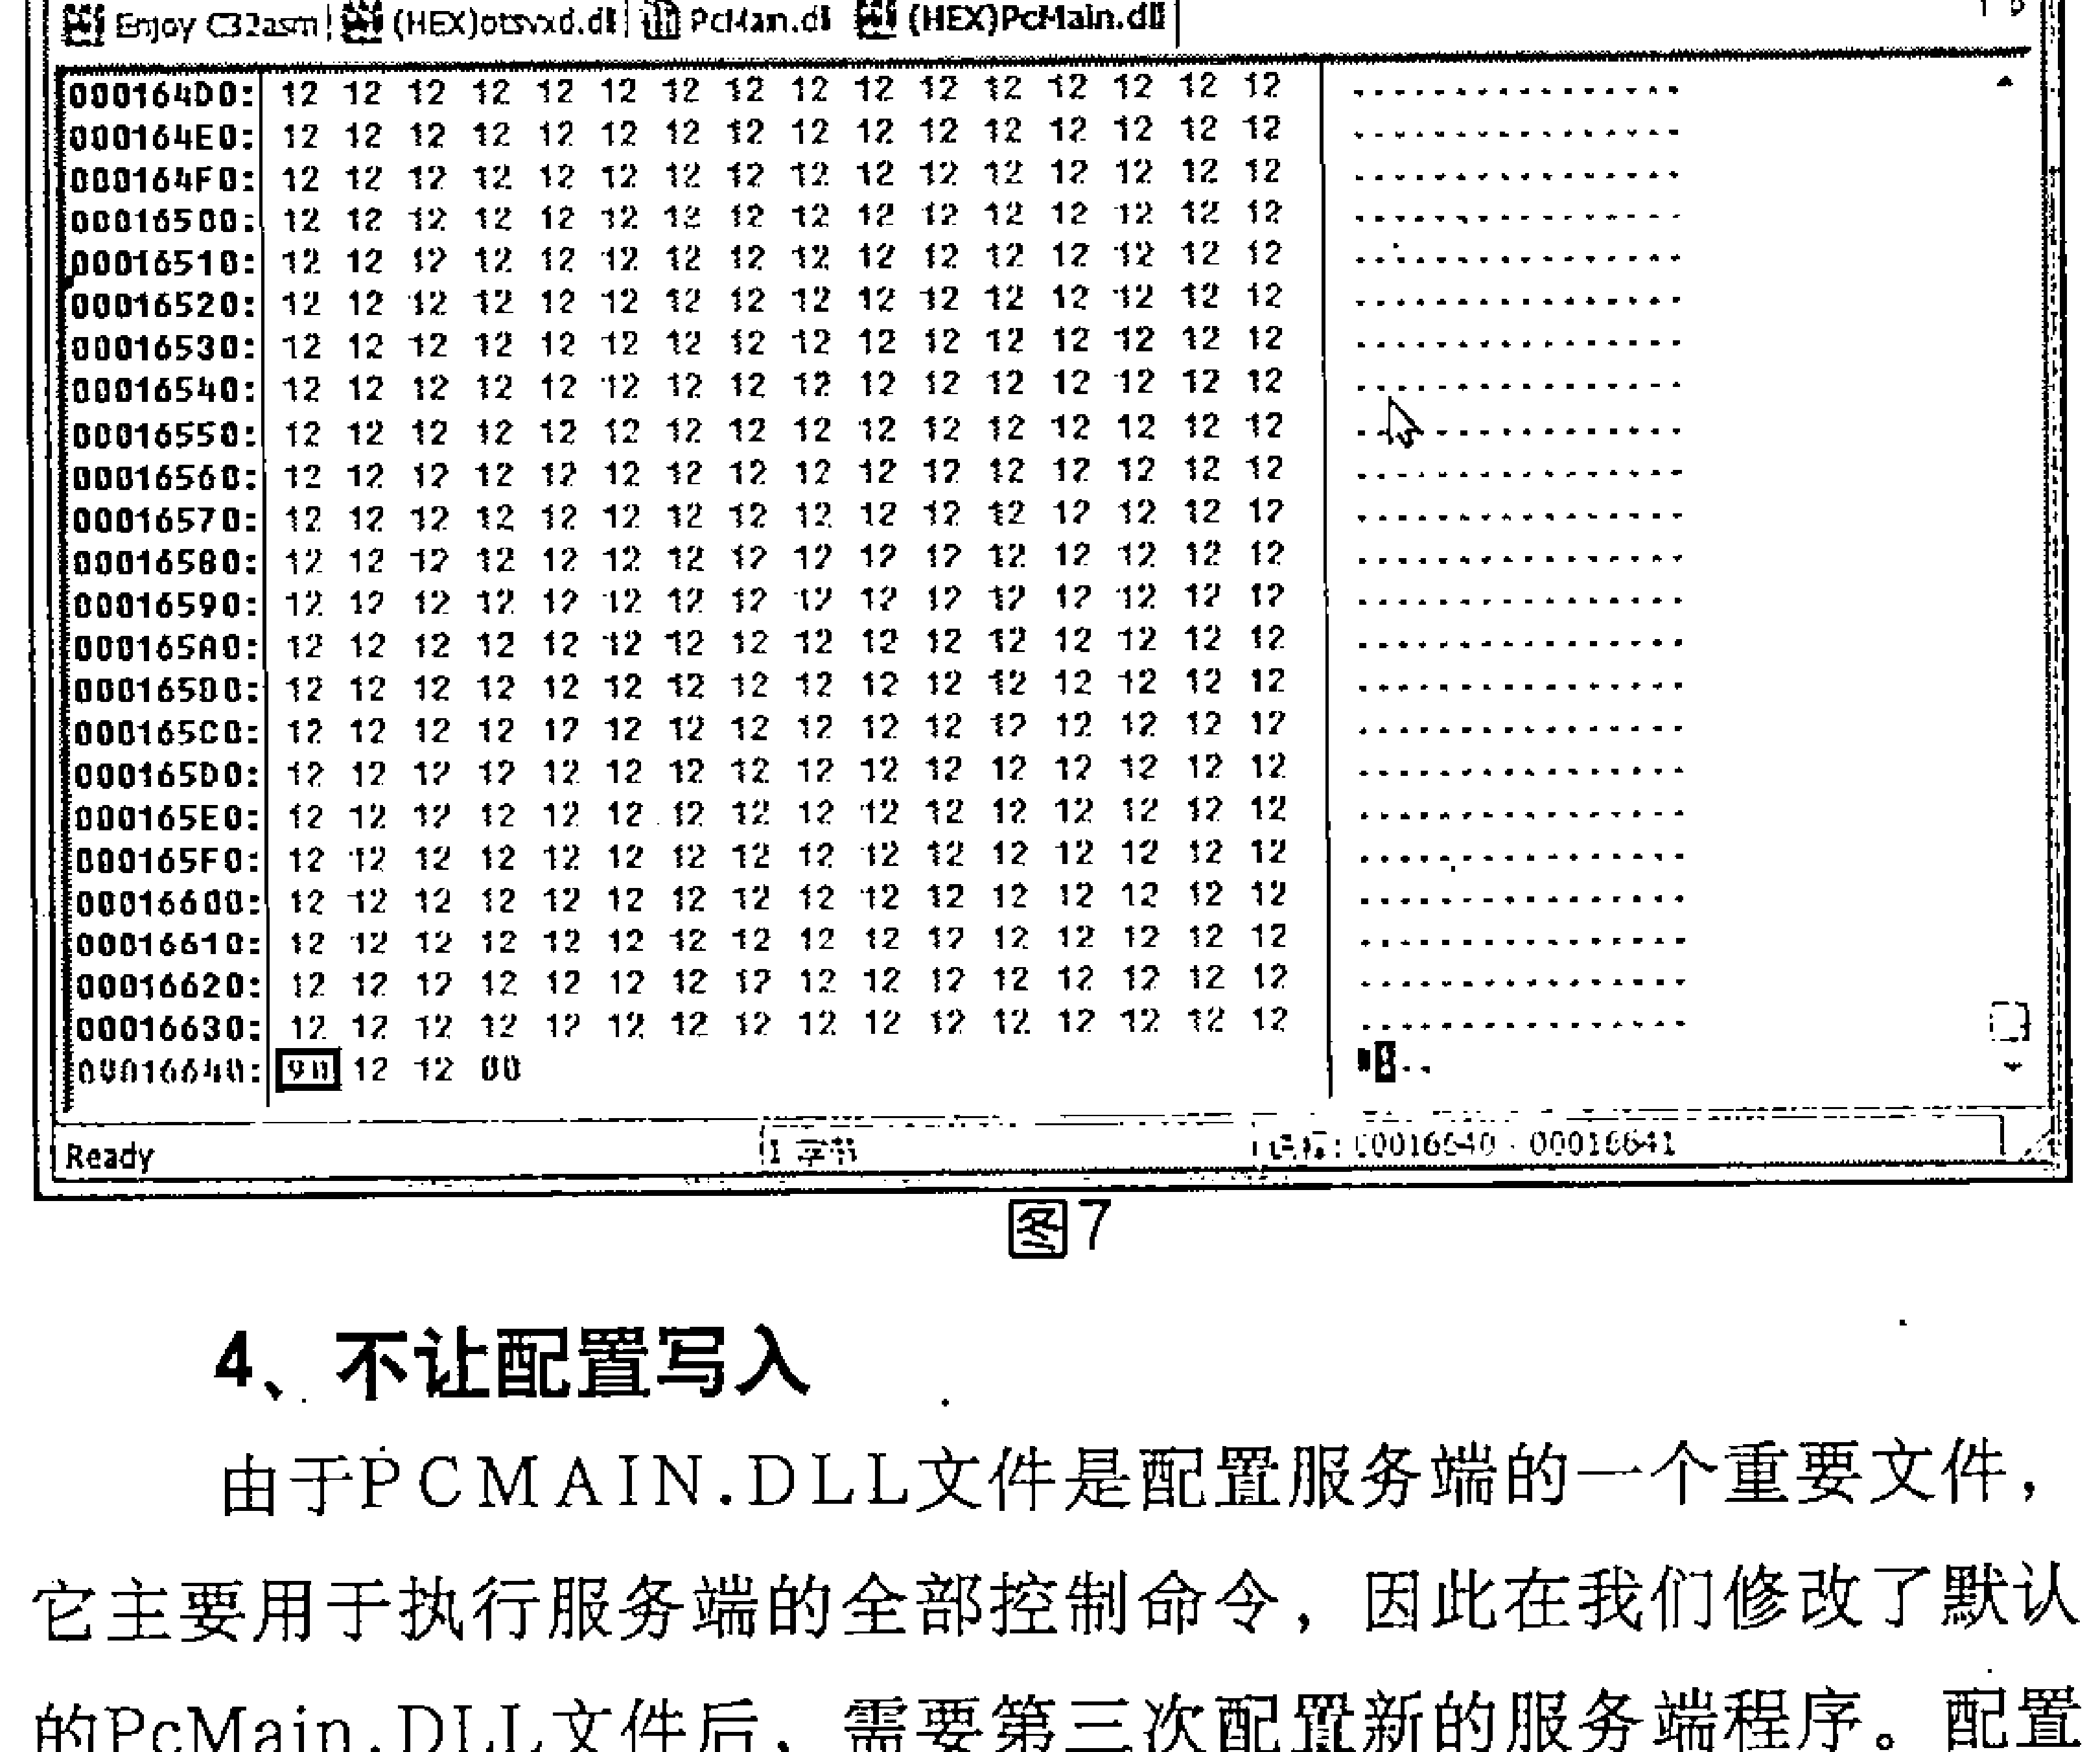 Enjoy C32asm (HEX)otsvxd.dll PcMain.dll (HEX)PcMain.dll
000164D0: 12 12 12 12 12 12 12 12 12 12 12 12 12 12 12 12 ................
000164E0: 12 12 12 12 12 12 12 12 12 12 12 12 12 12 12 12 ................
000164F0: 12 12 12 12 12 12 12 12 12 12 12 12 12 12 12 12 ................
00016500: 12 12 12 12 12 12 12 12 12 12 12 12 12 12 12 12 ................
00016510: 12 12 12 12 12 12 12 12 12 12 12 12 12 12 12 12 ................
00016520: 12 12 12 12 12 12 12 12 12 12 12 12 12 12 12 12 ................
00016530: 12 12 12 12 12 12 12 12 12 12 12 12 12 12 12 12 ................
00016540: 12 12 12 12 12 12 12 12 12 12 12 12 12 12 12 12 ................
00016550: 12 12 12 12 12 12 12 12 12 12 12 12 12 12 12 12 ................
00016560: 12 12 12 12 12 12 12 12 12 12 12 12 12 12 12 12 ................
00016570: 12 12 12 12 12 12 12 12 12 12 12 12 12 12 12 12 ................
00016580: 12 12 12 12 12 12 12 12 12 12 12 12 12 12 12 12 ................
00016590: 12 12 12 12 12 12 12 12 12 12 12 12 12 12 12 12 ................
000165A0: 12 12 12 12 12 12 12 12 12 12 12 12 12 12 12 12 ................
000165B0: 12 12 12 12 12 12 12 12 12 12 12 12 12 12 12 12 ................
000165C0: 12 12 12 12 12 12 12 12 12 12 12 12 12 12 12 12 ................
000165D0: 12 12 12 12 12 12 12 12 12 12 12 12 12 12 12 12 ................
000165E0: 12 12 12 12 12 12 12 12 12 12 12 12 12 12 12 12 ................
000165F0: 12 12 12 12 12 12 12 12 12 12 12 12 12 12 12 12 ................
00016600: 12 12 12 12 12 12 12 12 12 12 12 12 12 12 12 12 ................
00016610: 12 12 12 12 12 12 12 12 12 12 12 12 12 12 12 12 ................
00016620: 12 12 12 12 12 12 12 12 12 12 12 12 12 12 12 12 ................
00016630: 12 12 12 12 12 12 12 12 12 12 12 12 12 12 12 12 ................
00016640: 90 12 12 00
Ready 1 字节 00016640 - 00016641
图7
4、不让配置写入
由于PCMAIN.DLL文件是配置服务端的一个重要文件，
它主要用于执行服务端的全部控制命令，因此在我们修改了默认
的PcMain.DLL文件后，需要第三次配置新的服务端程序。配置